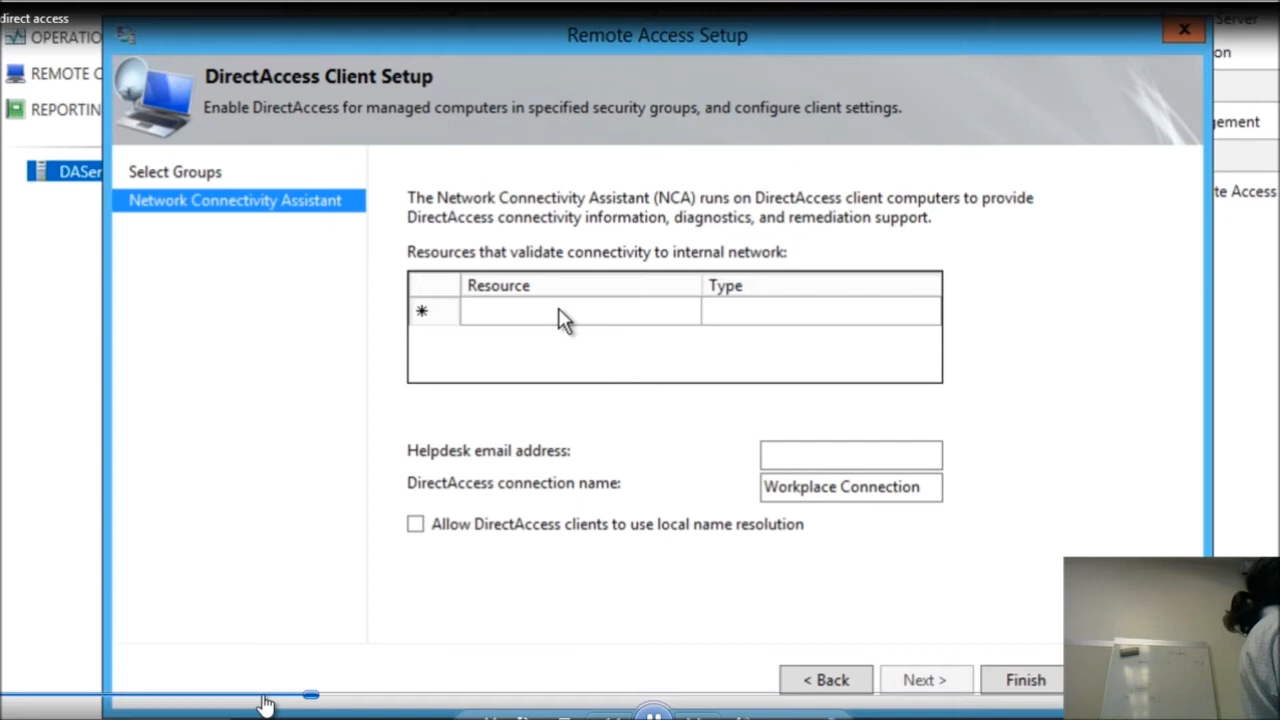 direct access
Server
Remote Access Setup
OPERATIO
on
DirectAccess Client Setup
REMOTE C
Enable DirectAccess for managed computers in specified security groups, and configure client settings.
REPORTIN
gement
Select Groups
DASer
Network Connectivity Assistant
te Access
The Network Connectivity Assistant (NCA) runs on DirectAccess client computers to provide
DirectAccess connectivity information, diagnostics, and remediation support.
Resources that validate connectivity to internal network:
Resource Type
*
Helpdesk email address:
DirectAccess connection name: Workplace Connection
Allow DirectAccess clients to use local name resolution
< Back Next > Finish